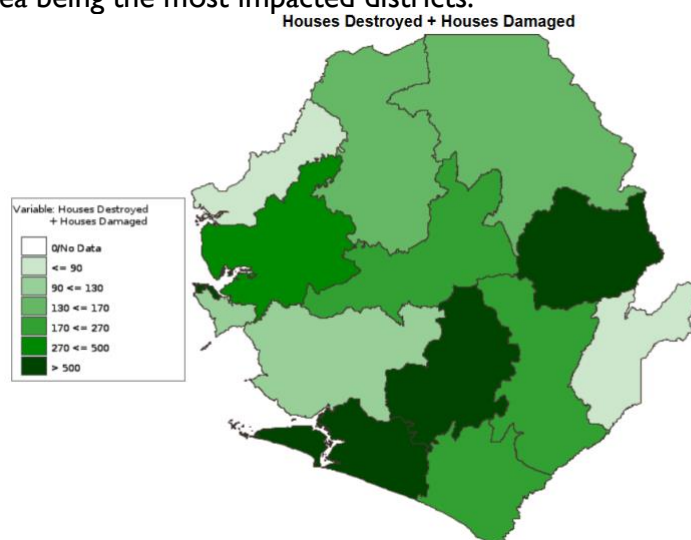 ea being the most impacted districts.
Houses Destroyed + Houses Damaged
Variable: Houses Destroyed
+ Houses Damaged
0/No Data
<= 90
90 <= 130
130 <= 170
170 <= 270
270 <= 500
> 500